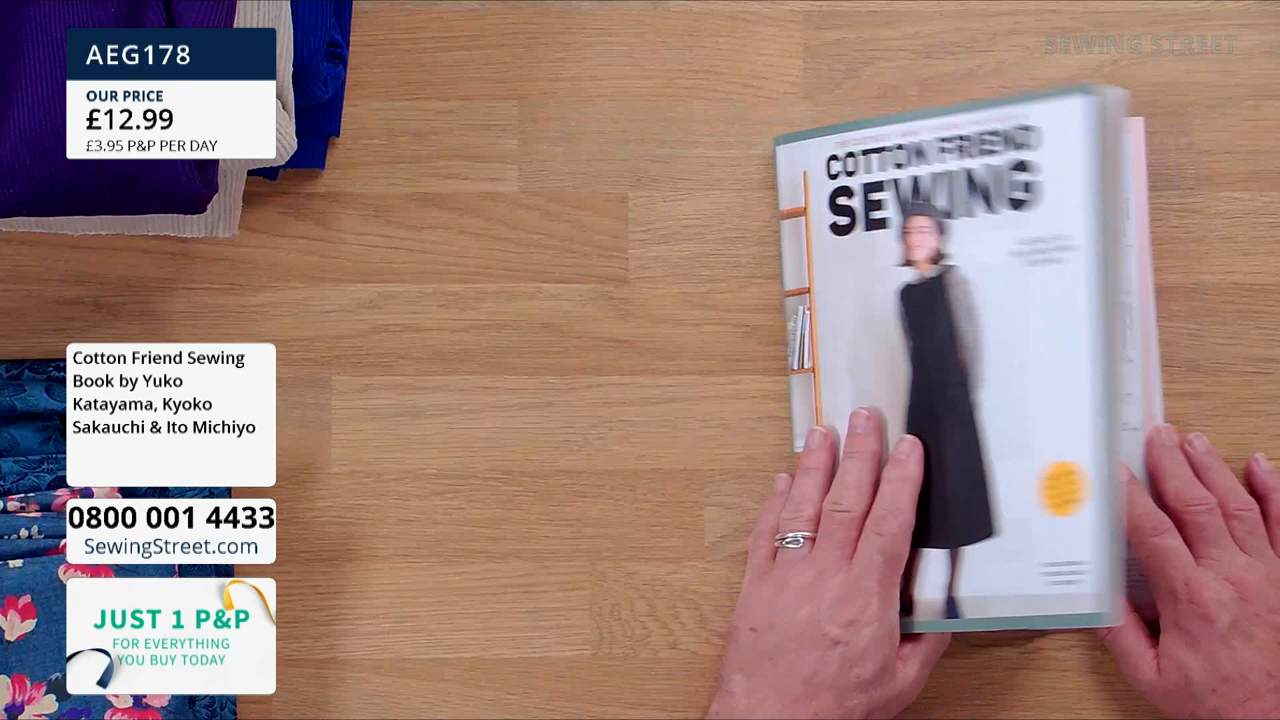 AEG178
OUR PRICE
£12.99
£3.95 P&P PER DAY
SEWING STREET
COTTON FRIEND
SEWING
Cotton Friend Sewing
Book by Yuko
Katayama, Kyoko
Sakauchi & Ito Michiyo
0800 001 4433
SewingStreet.com
JUST 1 P&P
FOR EVERYTHING
YOU BUY TODAY